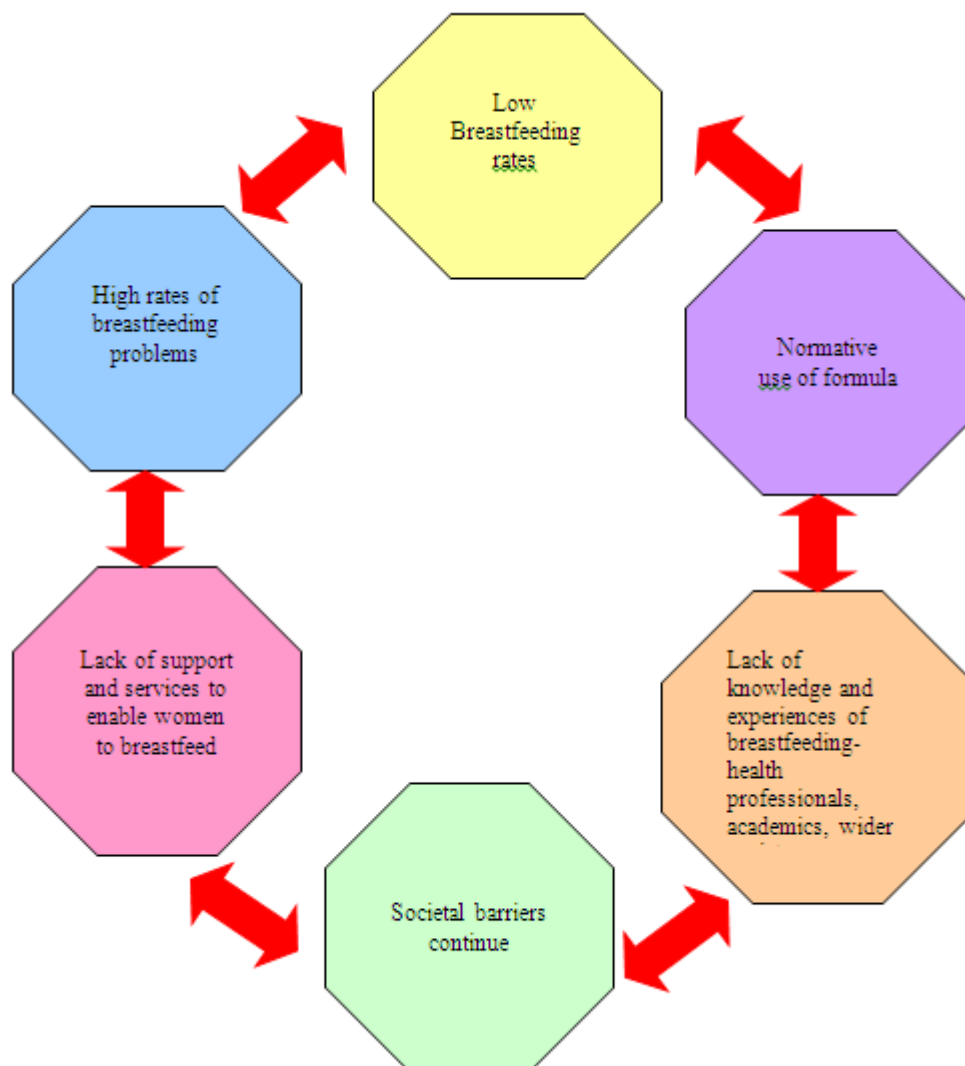 Low
Breastfeeding
rates
Normative
use of formula
Lack of
knowledge and
experiences of
breastfeeding-
health
professionals,
academics, wider
Societal barriers
continue
Lack of support
and services to
enable women
to breastfeed
High rates of
breastfeeding
problems